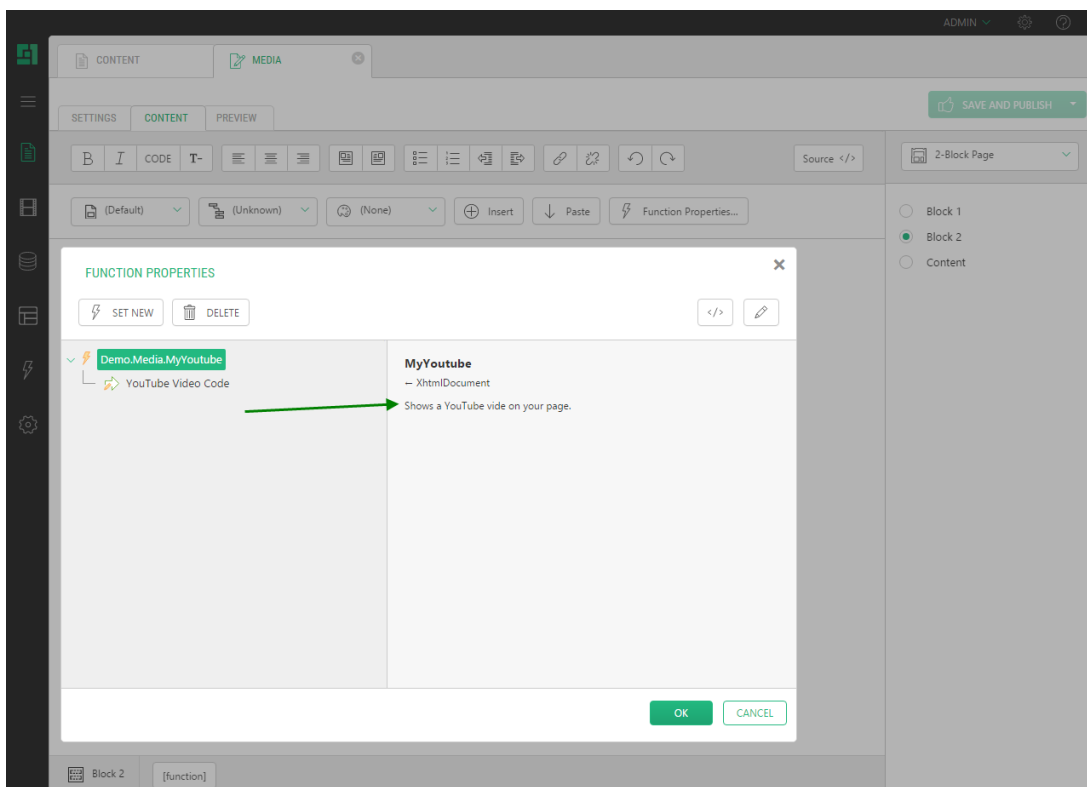 ADMIN
CONTENT
MEDIA
SETTINGS
CONTENT
PREVIEW
SAVE AND PUBLISH
B
I
CODE
T-
Source </>
2-Block Page
(Default)
(Unknown)
(None)
Insert
Paste
Function Properties...
Block 1
Block 2
Content
FUNCTION PROPERTIES
SET NEW
DELETE
</>
Demo.Media.MyYoutube
YouTube Video Code
MyYoutube
← XhtmlDocument
Shows a YouTube vide on your page.
OK
CANCEL
Block 2
[function]